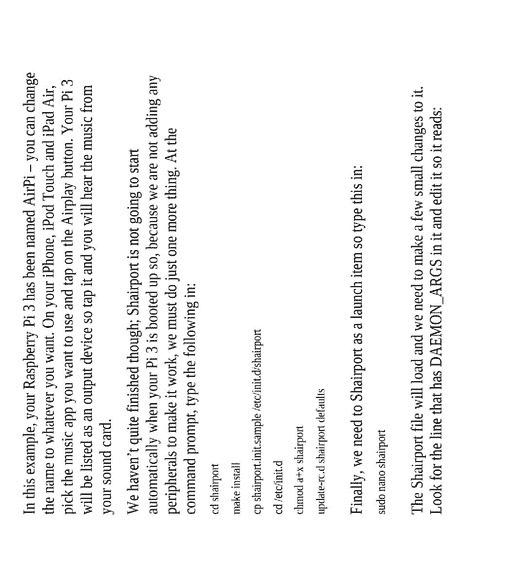 In this example, your Raspberry Pi 3 has been named AirPi – you can change
the name to whatever you want. On your iPhone, iPod Touch and iPad Air,
pick the music app you want to use and tap on the Airplay button. Your Pi 3
will be listed as an output device so tap it and you will hear the music from
your sound card.
We haven't quite finished though; Shairport is not going to start
automatically when your Pi 3 is booted up so, because we are not adding any
peripherals to make it work, we must do just one more thing. At the
command prompt, type the following in:
cd shairport
make install
cp shairport.init.sample /etc/init.d/shairport
cd /etc/init.d
chmod a+x shairport
update-rc.d shairport defaults
Finally, we need to Shairport as a launch item so type this in:
sudo nano shairport
The Shairport file will load and we need to make a few small changes to it.
Look for the line that has DAEMON_ARGS in it and edit it so it reads: